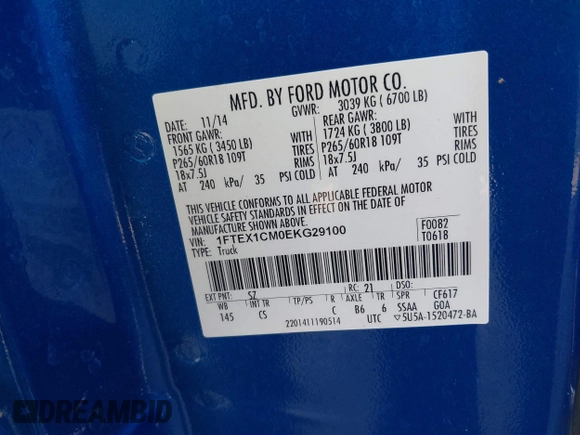 MFD. BY FORD MOTOR CO.
DATE: 11/14 GVWR: 3039 KG ( 6700 LB)
FRONT GAWR: REAR GAWR:
1565 KG ( 3450 LB) WITH 1724 KG ( 3800 LB) WITH
P265/60R18 109T TIRES P265/60R18 109T TIRES
18x7.5J RIMS 18x7.5J RIMS
AT 240 kPa/ 35 PSI COLD AT 240 kPa/ 35 PSI COLD
THIS VEHICLE CONFORMS TO ALL APPLICABLE FEDERAL MOTOR
VEHICLE SAFETY STANDARDS IN EFFECT ON THE DATE OF
MANUFACTURE SHOWN ABOVE.
VIN: 1FTEX1CM0EKG29100 F0082
TYPE: Truck T0618
EXT PNT: SZ RC: 21 DSO:
WB INT TR TP/PS R AXLE TR SPR CF617
145 CS C B6 6 SSAA GOA
2201411190514 UTC ▽5U5A-1520472-BA
DREAMBID